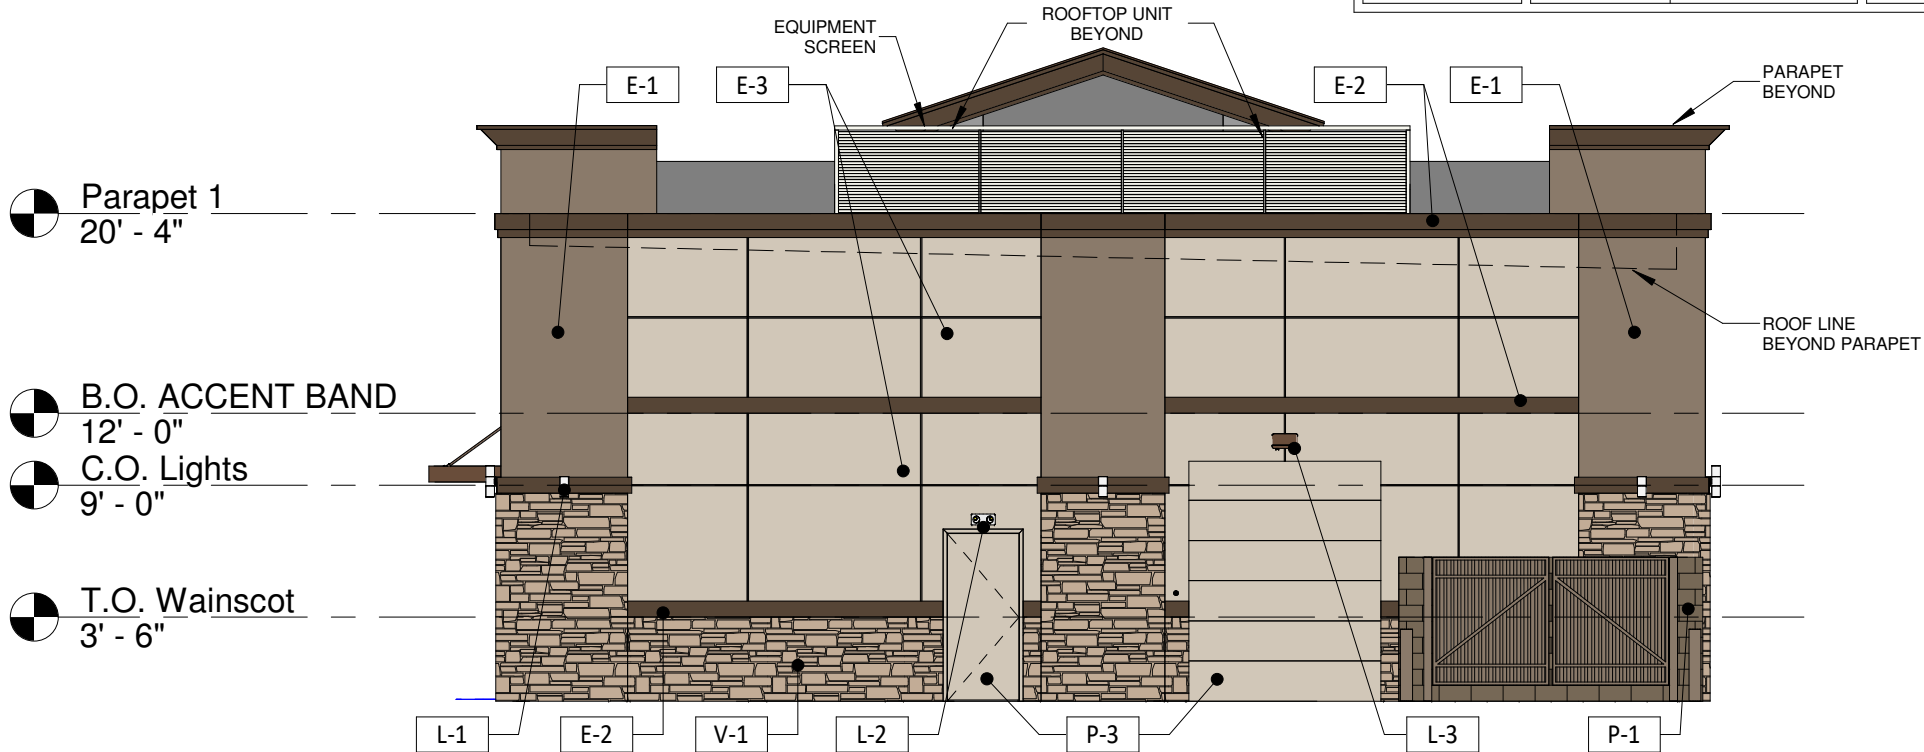 EQUIPMENT
SCREEN
ROOFTOP UNIT
BEYOND
PARAPET
BEYOND
E-1
E-3
E-2
E-1
Parapet 1
20' - 4"
ROOF LINE
BEYOND PARAPET
B.O. ACCENT BAND
12' - 0"
C.O. Lights
9' - 0"
T.O. Wainscot
3' - 6"
L-1
E-2
V-1
L-2
P-3
L-3
P-1